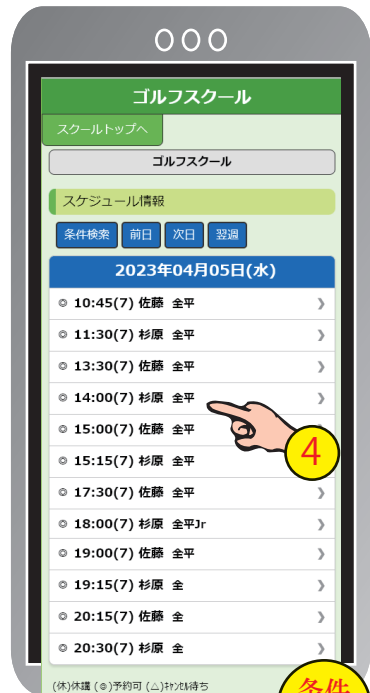 ゴルフスクール
スクールトップへ
ゴルフスクール
スケジュール情報
条件検索 前日 次日 翌週
2023年04月05日(水)
◎ 10:45(7) 佐藤 全平 》
◎ 11:30(7) 杉原 全平 》
◎ 13:30(7) 佐藤 全平 》
◎ 14:00(7) 杉原 全平 》
◎ 15:00(7) 佐藤 全平
◎ 15:15(7) 杉原 全平
4
◎ 17:30(7) 佐藤 全平 》
◎ 18:00(7) 杉原 全平Jr 》
◎ 19:00(7) 佐藤 全平 》
◎ 19:15(7) 杉原 全 》
◎ 20:15(7) 佐藤 全 》
◎ 20:30(7) 杉原 全 》
(休)休講 (◎)予約可 (△)ｷｬﾝｾﾙ待ち
条件